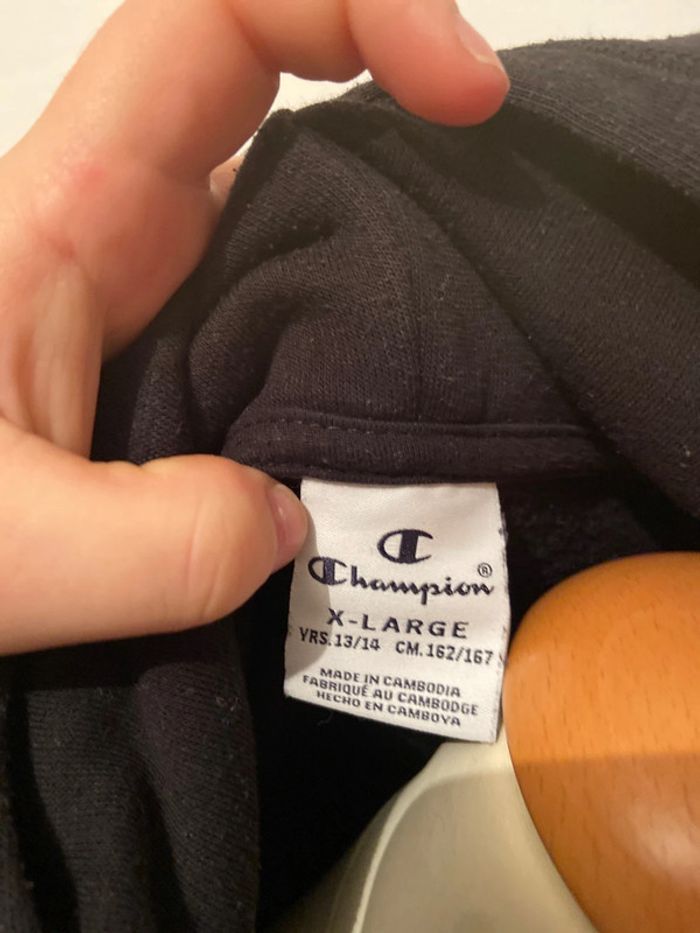 Champion®
X-LARGE
YRS.13/14 CM.162/167
MADE IN CAMBODIA
FABRIQUÉ AU CAMBODGE
HECHO EN CAMBOYA